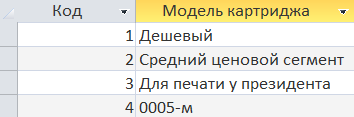 Код Модель картриджа
1 Дешевый
2 Средний ценовой сегмент
3 Для печати у президента
4 0005-м